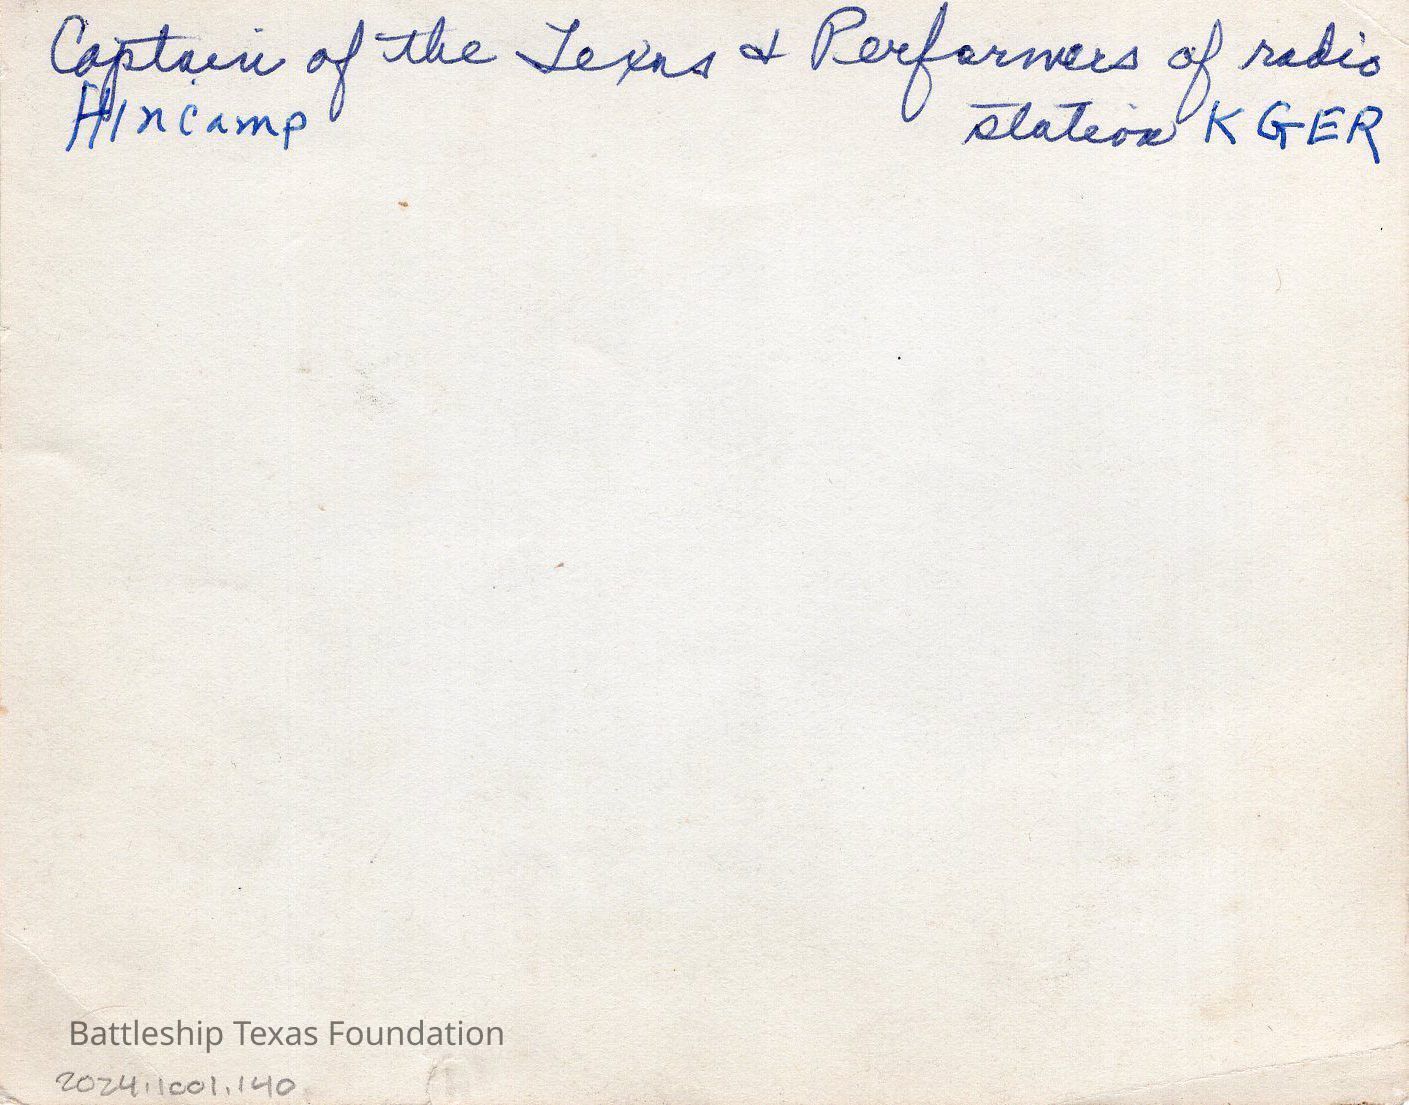 Captain of the Texas & Performers of radio
Hincamp station KGER
Battleship Texas Foundation
2024.1001.140